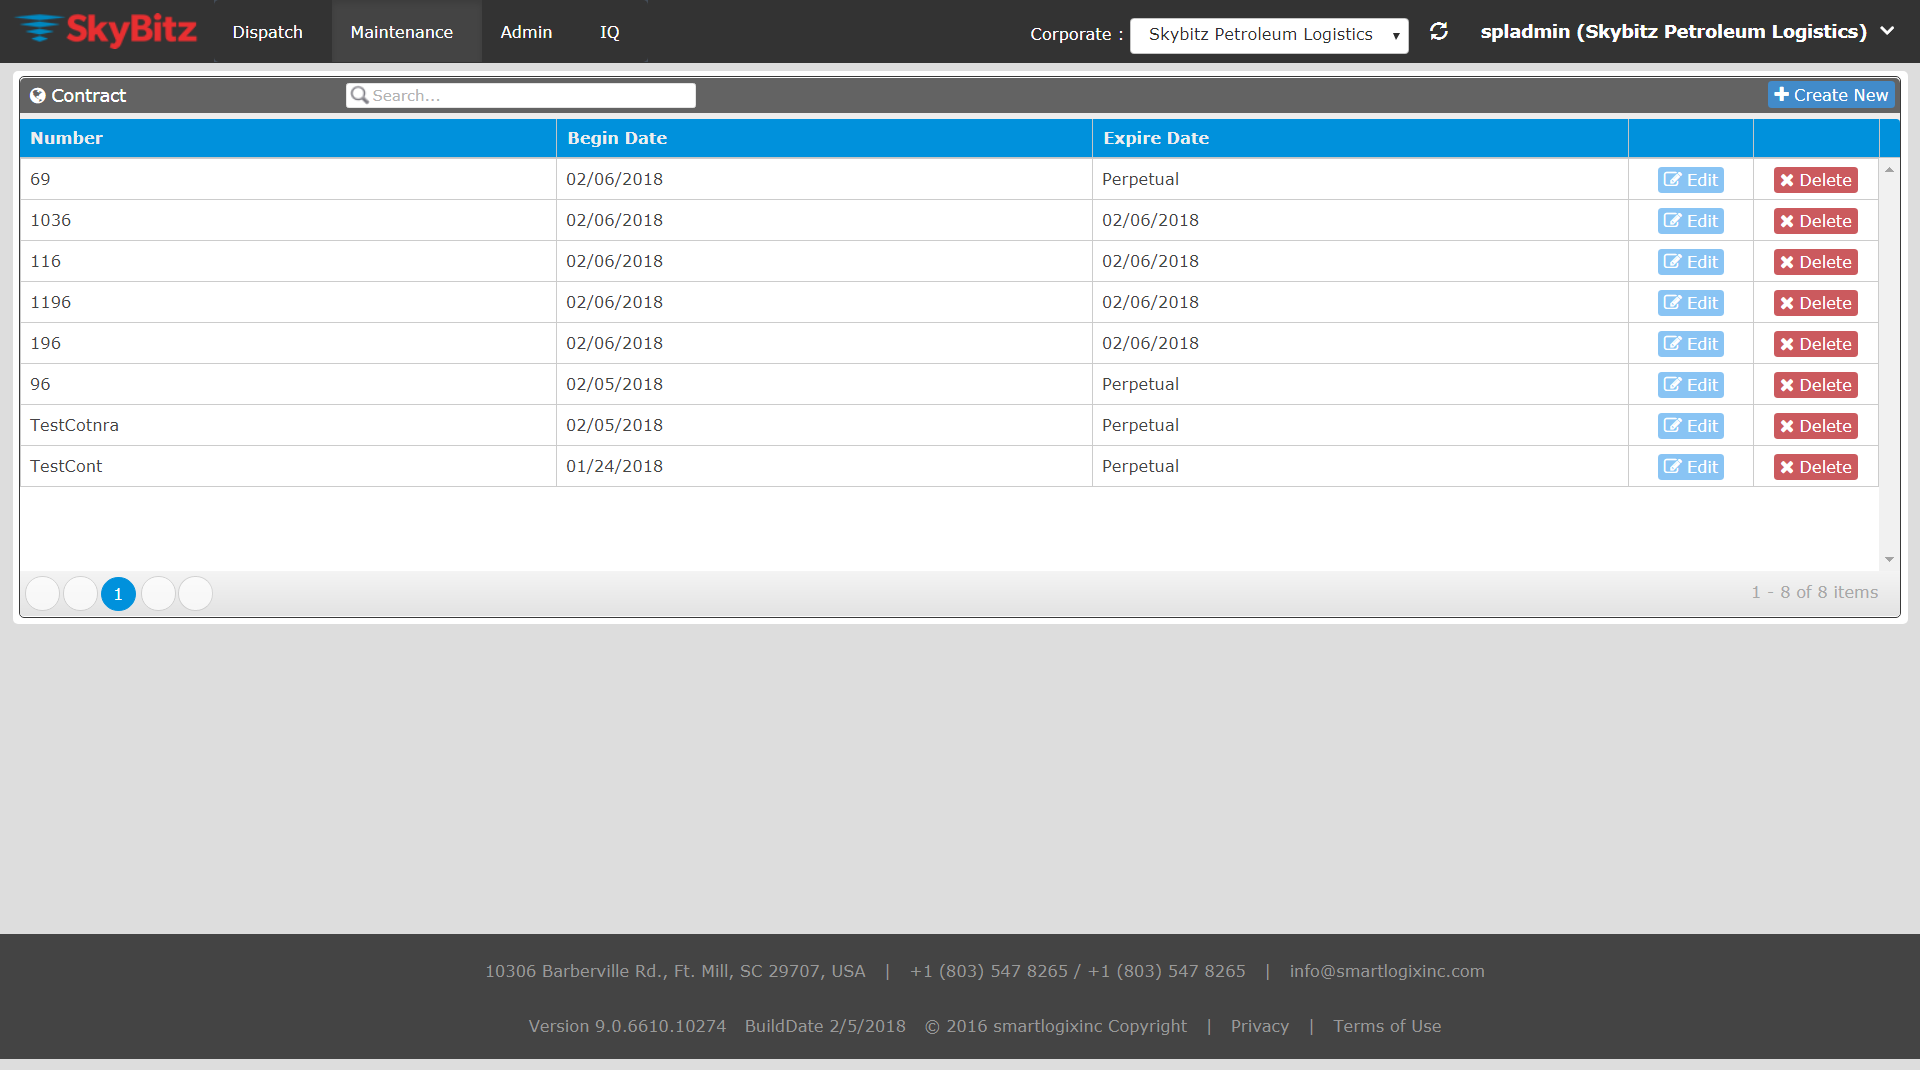 SkyBitz Dispatch Maintenance Admin IQ Corporate : Skybitz Petroleum Logistics spladmin (Skybitz Petroleum Logistics)
Contract Search... Create New
Number Begin Date Expire Date
69 02/06/2018 Perpetual Edit Delete
1036 02/06/2018 02/06/2018 Edit Delete
116 02/06/2018 02/06/2018 Edit Delete
1196 02/06/2018 02/06/2018 Edit Delete
196 02/06/2018 02/06/2018 Edit Delete
96 02/05/2018 Perpetual Edit Delete
TestCotnra 02/05/2018 Perpetual Edit Delete
TestCont 01/24/2018 Perpetual Edit Delete
1 1 - 8 of 8 items
10306 Barberville Rd., Ft. Mill, SC 29707, USA | +1 (803) 547 8265 / +1 (803) 547 8265 | info@smartlogixinc.com
Version 9.0.6610.10274 BuildDate 2/5/2018 © 2016 smartlogixinc Copyright | Privacy | Terms of Use